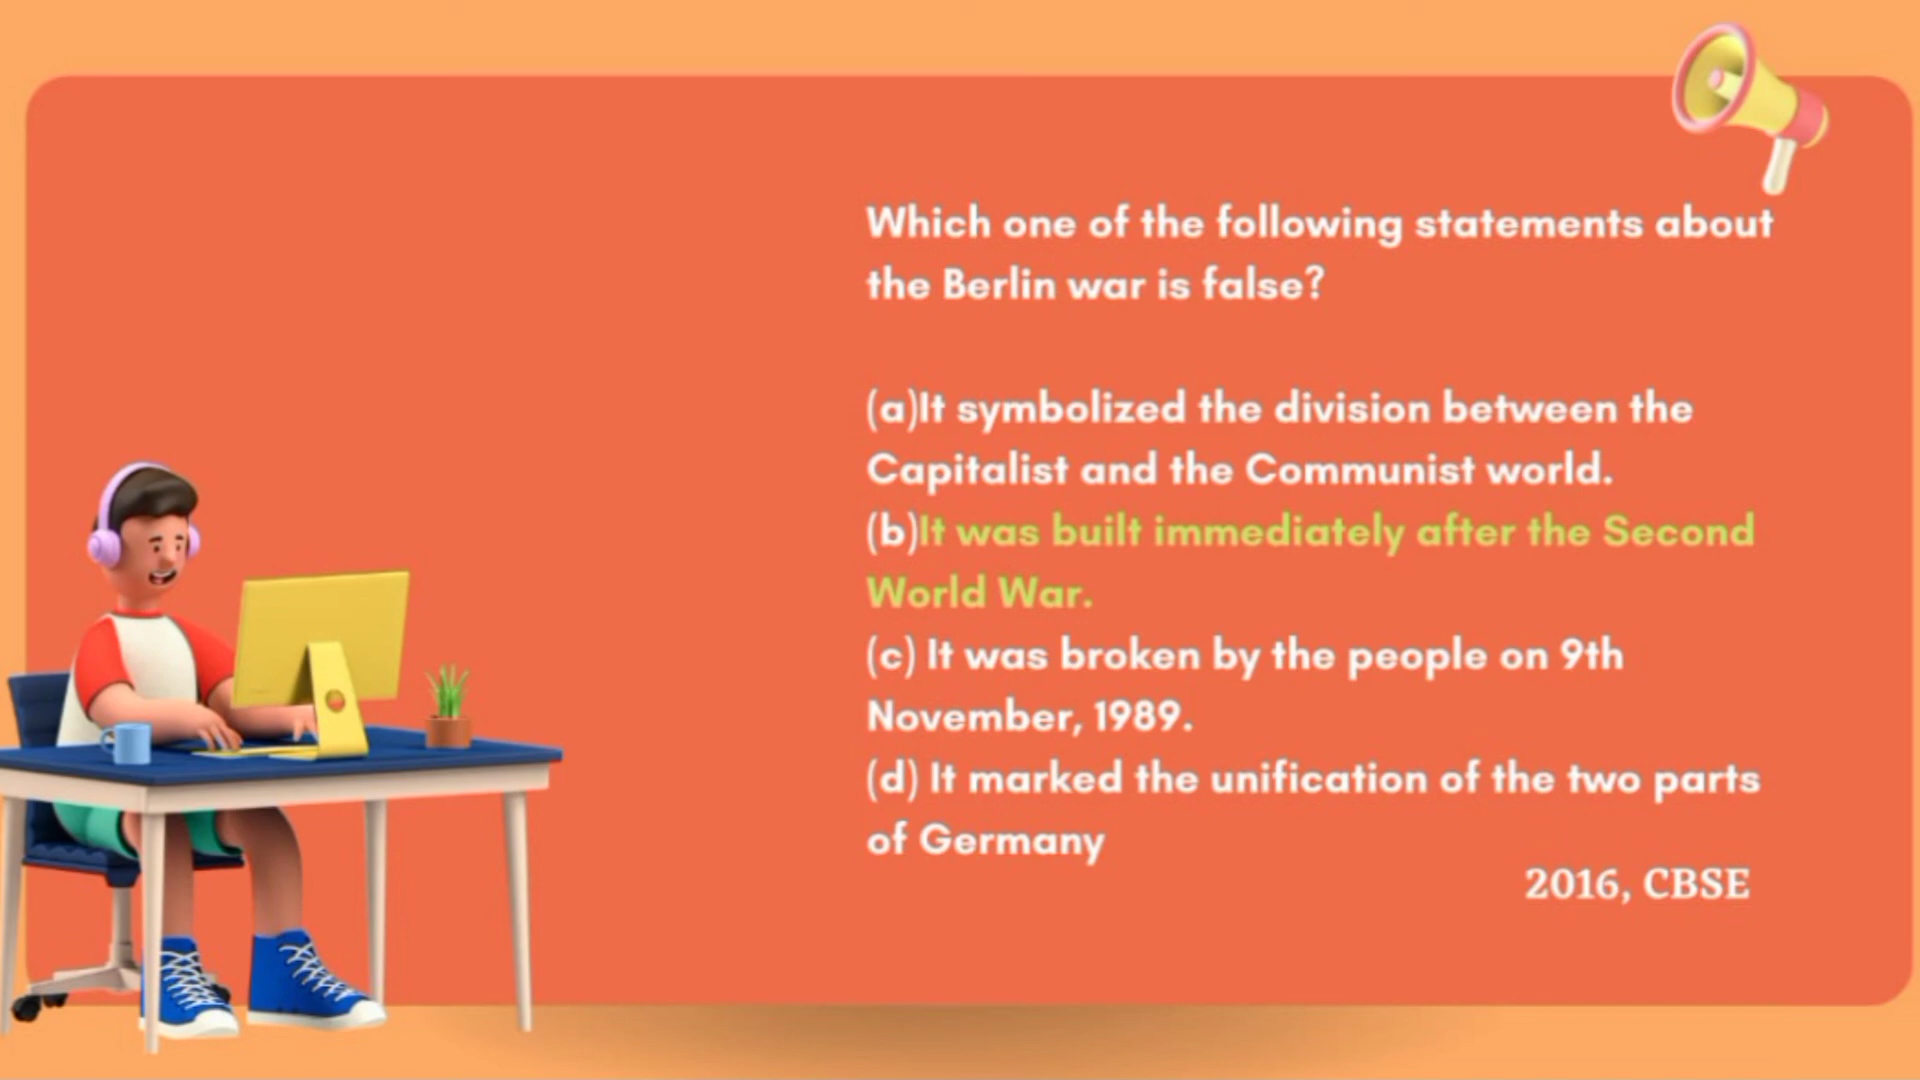 Which one of the following statements about
the Berlin war is false?
(a)It symbolized the division between the
Capitalist and the Communist world.
(b)It was built immediately after the Second
World War.
(c) It was broken by the people on 9th
November, 1989.
(d) It marked the unification of the two parts
of Germany
2016, CBSE